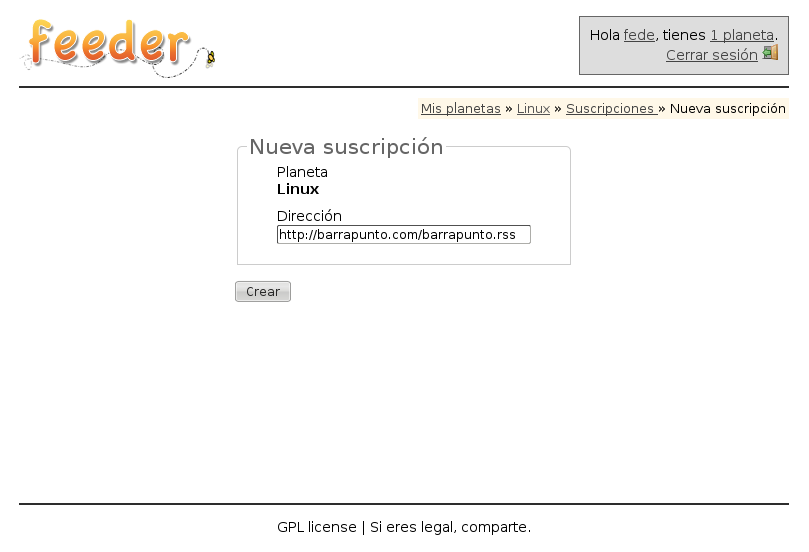 feeder
Hola fede, tienes 1 planeta.
Cerrar sesión
Mis planetas » Linux » Suscripciones » Nueva suscripción
Nueva suscripción
Planeta
Linux
Dirección
http://barrapunto.com/barrapunto.rss
Crear
GPL license | Si eres legal, comparte.